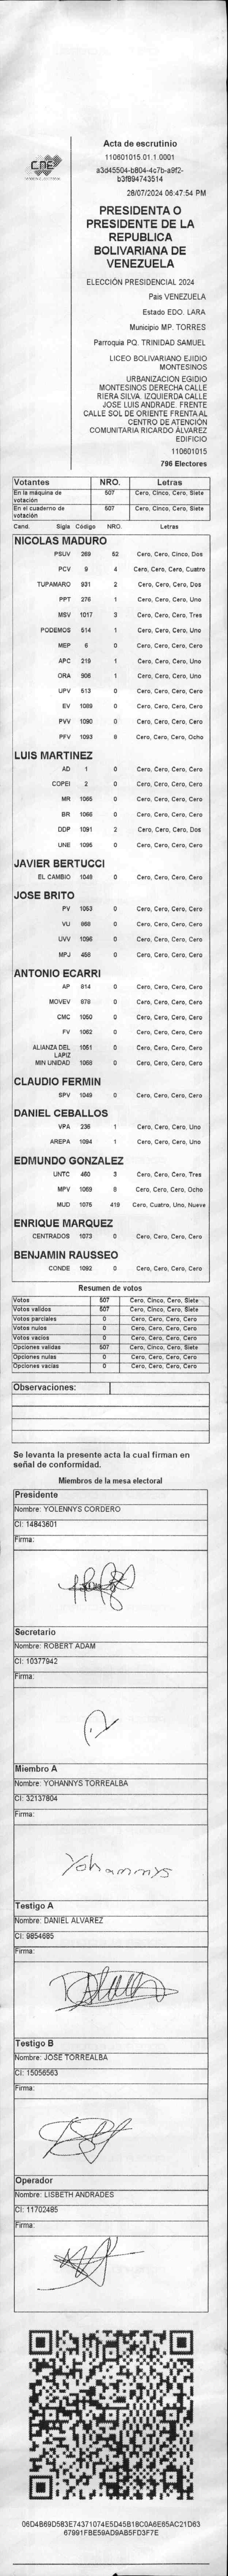 CNE
Acta de escrutinio
110601015.01.1.0001
a3d45504-b804-4c7b-a9f2-
b3f894743514
28/07/2024 06:47:54 PM
PRESIDENTA O
PRESIDENTE DE LA
REPUBLICA
BOLIVARIANA DE
VENEZUELA
ELECCIÓN PRESIDENCIAL 2024
Pais VENEZUELA
Estado EDO. LARA
Municipio MP. TORRES
Parroquia PQ. TRINIDAD SAMUEL
LICEO BOLIVARIANO EJIDIO
MONTESINOS
URBANIZACION EGIDIO
MONTESINOS DERECHA CALLE
RIERA SILVA. IZQUIERDA CALLE
JOSE LUIS ANDRADE. FRENTE
CALLE SOL DE ORIENTE FRENTA AL
CENTRO DE ATENCIÓN
COMUNITARIA RICARDO ÁLVAREZ
EDIFICIO
110601015
796 Electores
Votantes NRO. Letras
En la máquina de votación 507 Cero, Cinco, Cero, Siete
En el cuaderno de votación 507 Cero, Cinco, Cero, Siete
Cand. Sigla Código NRO. Letras
NICOLAS MADURO
PSUV 269 52 Cero, Cero, Cinco, Dos
PCV 9 4 Cero, Cero, Cero, Cuatro
TUPAMARO 931 2 Cero, Cero, Cero, Dos
PPT 276 1 Cero, Cero, Cero, Uno
MSV 1017 3 Cero, Cero, Cero, Tres
PODEMOS 514 1 Cero, Cero, Cero, Uno
MEP 6 0 Cero, Cero, Cero, Cero
APC 219 1 Cero, Cero, Cero, Uno
ORA 906 1 Cero, Cero, Cero, Uno
UPV 513 0 Cero, Cero, Cero, Cero
EV 1089 0 Cero, Cero, Cero, Cero
PVV 1090 0 Cero, Cero, Cero, Cero
PFV 1093 8 Cero, Cero, Cero, Ocho
LUIS MARTINEZ
AD 1 0 Cero, Cero, Cero, Cero
COPEI 2 0 Cero, Cero, Cero, Cero
MR 1065 0 Cero, Cero, Cero, Cero
BR 1066 0 Cero, Cero, Cero, Cero
DDP 1091 2 Cero, Cero, Cero, Dos
UNE 1095 0 Cero, Cero, Cero, Cero
JAVIER BERTUCCI
EL CAMBIO 1048 0 Cero, Cero, Cero, Cero
JOSE BRITO
PV 1053 0 Cero, Cero, Cero, Cero
VU 868 0 Cero, Cero, Cero, Cero
UVV 1096 0 Cero, Cero, Cero, Cero
MPJ 458 0 Cero, Cero, Cero, Cero
ANTONIO ECARRI
AP 814 0 Cero, Cero, Cero, Cero
MOVEV 978 0 Cero, Cero, Cero, Cero
CMC 1050 0 Cero, Cero, Cero, Cero
FV 1062 0 Cero, Cero, Cero, Cero
ALIANZA DEL LAPIZ 1051 0 Cero, Cero, Cero, Cero
MIN UNIDAD 1068 0 Cero, Cero, Cero, Cero
CLAUDIO FERMIN
SPV 1049 0 Cero, Cero, Cero, Cero
DANIEL CEBALLOS
VPA 236 1 Cero, Cero, Cero, Uno
AREPA 1094 1 Cero, Cero, Cero, Uno
EDMUNDO GONZALEZ
UNTC 460 3 Cero, Cero, Cero, Tres
MPV 1069 8 Cero, Cero, Cero, Ocho
MUD 1075 419 Cero, Cuatro, Uno, Nueve
ENRIQUE MARQUEZ
CENTRADOS 1073 0 Cero, Cero, Cero, Cero
BENJAMIN RAUSSEO
CONDE 1092 0 Cero, Cero, Cero, Cero
Resumen de votos
Votos 507 Cero, Cinco, Cero, Siete
Votos validos 507 Cero, Cinco, Cero, Siete
Votos parciales 0 Cero, Cero, Cero, Cero
Votos nulos 0 Cero, Cero, Cero, Cero
Votos vacios 0 Cero, Cero, Cero, Cero
Opciones validas 507 Cero, Cinco, Cero, Siete
Opciones nulas 0 Cero, Cero, Cero, Cero
Opciones vacias 0 Cero, Cero, Cero, Cero
Observaciones:
Se levanta la presente acta la cual firman en
señal de conformidad.
Miembros de la mesa electoral
Presidente
Nombre: YOLENNYS CORDERO
CI: 14843601
Firma:
Secretario
Nombre: ROBERT ADAM
CI: 10377942
Firma:
Miembro A
Nombre: YOHANNYS TORREALBA
CI: 32137804
Firma:
Yohannys
Testigo A
Nombre: DANIEL ALVAREZ
CI: 9854685
Firma:
Testigo B
Nombre: JOSE TORREALBA
CI: 15056563
Firma:
Operador
Nombre: LISBETH ANDRADES
CI: 11702485
Firma:
06D4B69D583E74371074E5D45B18C0A6E65AC21D63
67991FBE59AD9AB5FD3F7E